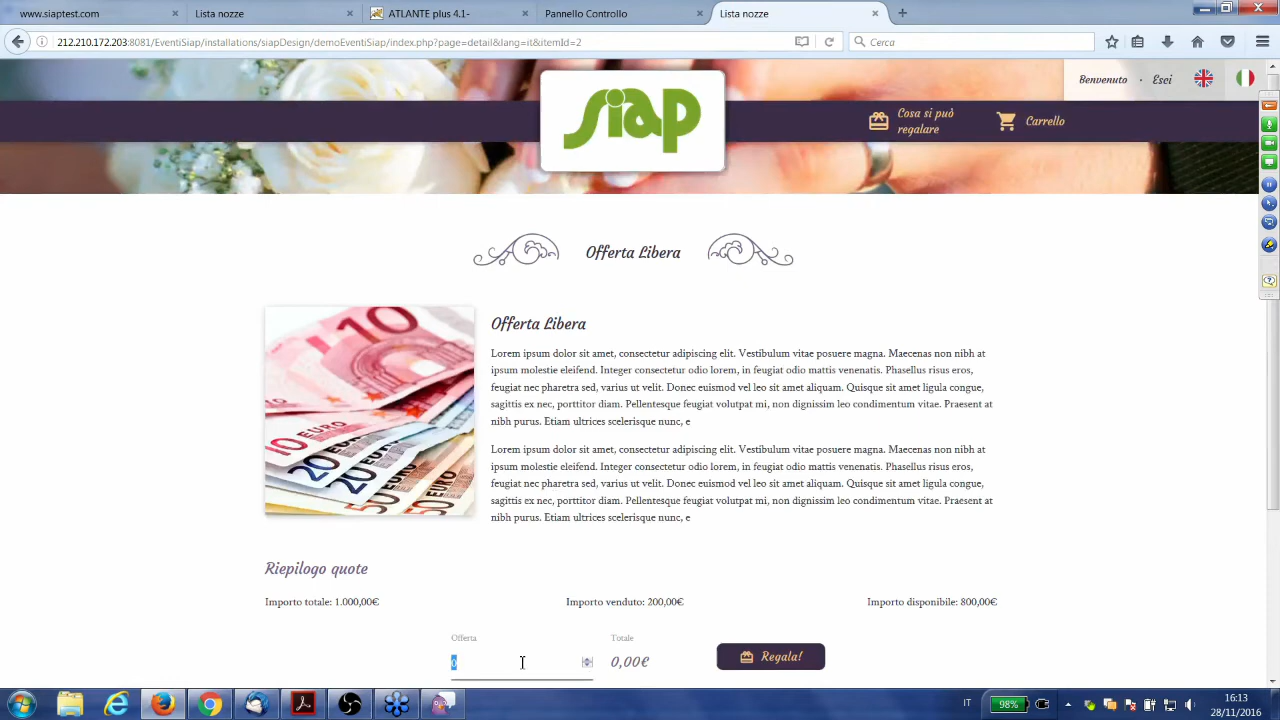 www.siaptest.com
Lista nozze
ATLANTE plus 4.1-
Pannello Controllo
Lista nozze
212.210.172.203:8081/EventiSiap/installations/siapDesign/demoEventiSiap/index.php?page=detail&lang=it&itemId=2
Cerca
Benvenuto · Esci
siap
Cosa si può
regalare
Carrello
Offerta Libera
10
10 EURO
20
20
50
EURO
50
Offerta Libera
Lorem ipsum dolor sit amet, consectetur adipiscing elit. Vestibulum vitae posuere magna. Maecenas non nibh at
ipsum molestie eleifend. Integer consectetur odio lorem, in feugiat odio mattis venenatis. Phasellus risus eros,
feugiat nec pharetra sed, varius ut velit. Donec euismod vel leo sit amet aliquam. Quisque sit amet ligula congue,
sagittis ex nec, porttitor diam. Pellentesque feugiat volutpat mi, non dignissim leo condimentum vitae. Praesent at
nibh purus. Etiam ultrices scelerisque nunc, e
Lorem ipsum dolor sit amet, consectetur adipiscing elit. Vestibulum vitae posuere magna. Maecenas non nibh at
ipsum molestie eleifend. Integer consectetur odio lorem, in feugiat odio mattis venenatis. Phasellus risus eros,
feugiat nec pharetra sed, varius ut velit. Donec euismod vel leo sit amet aliquam. Quisque sit amet ligula congue,
sagittis ex nec, porttitor diam. Pellentesque feugiat volutpat mi, non dignissim leo condimentum vitae. Praesent at
nibh purus. Etiam ultrices scelerisque nunc, e
Riepilogo quote
Importo totale: 1.000,00€
Importo venduto: 200,00€
Importo disponibile: 800,00€
Offerta
0
Totale
0,00€
Regala!
IT
98%
16:13
28/11/2016